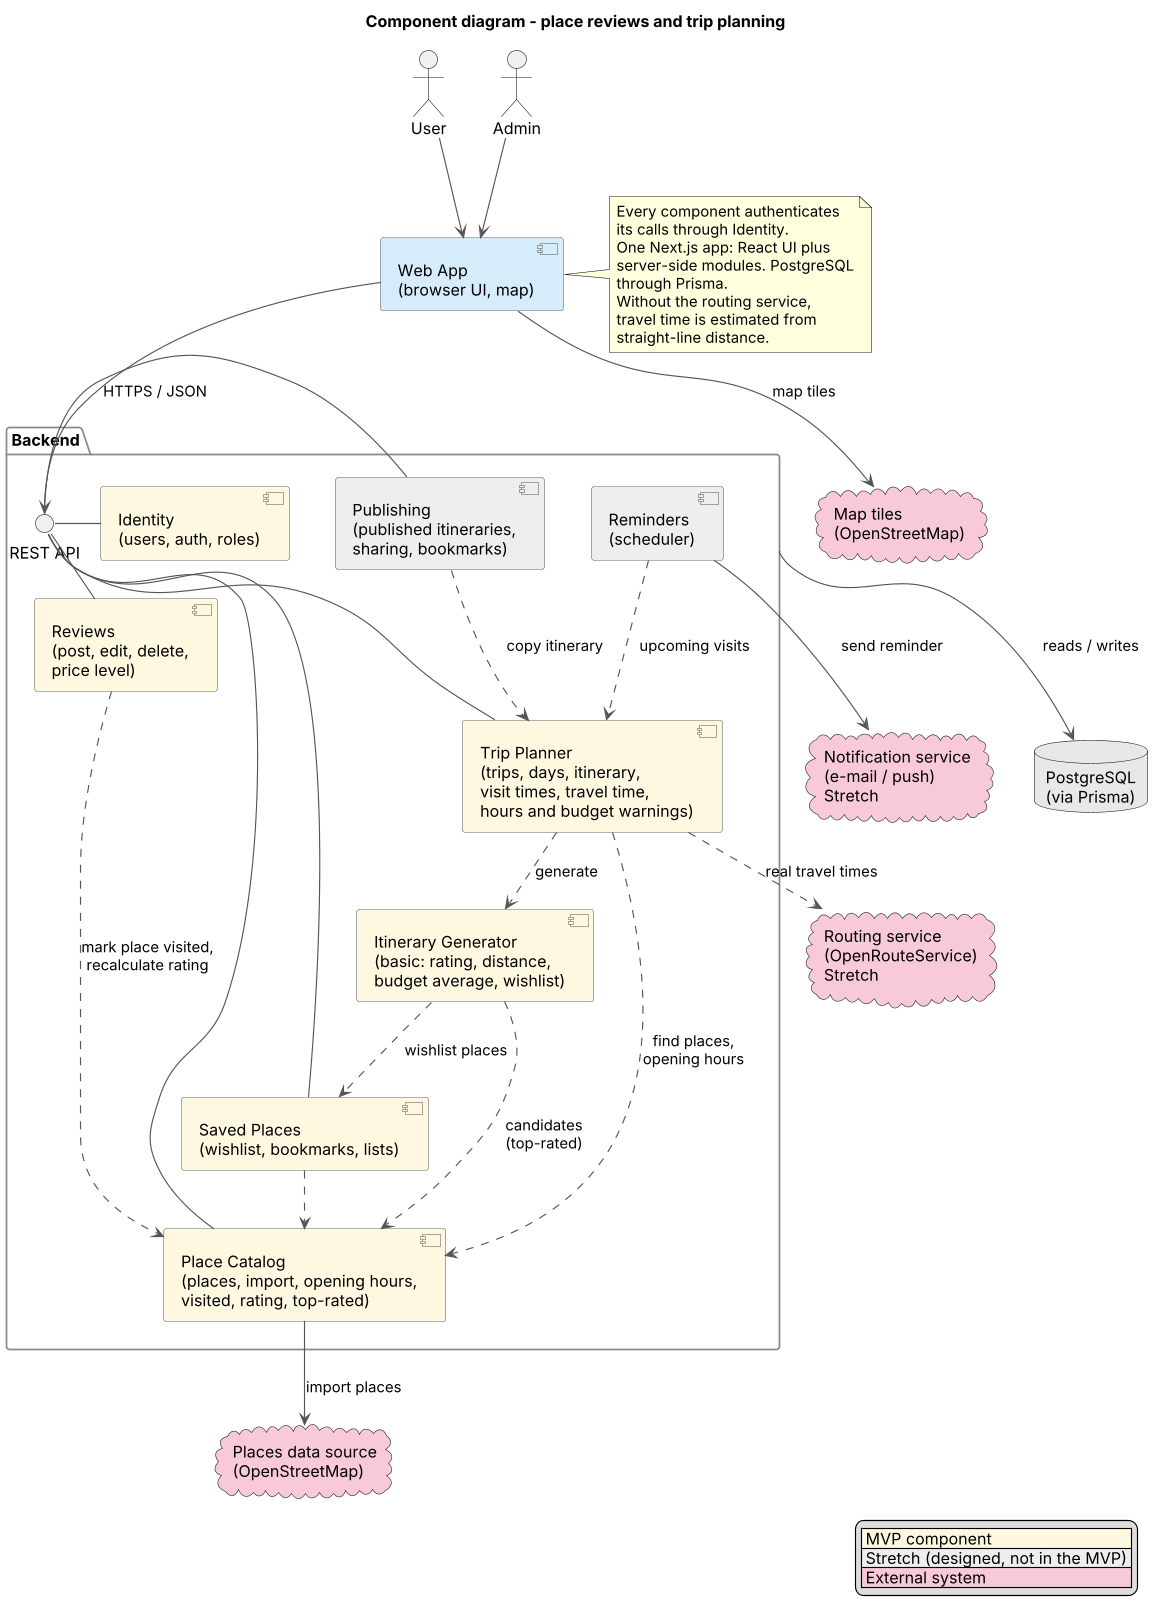 Component diagram - place reviews and trip planning
User
Admin
Web App
(browser UI, map)
Every component authenticates
its calls through Identity.
One Next.js app: React UI plus
server-side modules. PostgreSQL
through Prisma.
Without the routing service,
travel time is estimated from
straight-line distance.
HTTPS / JSON
map tiles
Backend
REST API
Identity
(users, auth, roles)
Publishing
(published itineraries,
sharing, bookmarks)
Reminders
(scheduler)
Map tiles
(OpenStreetMap)
Reviews
(post, edit, delete,
price level)
copy itinerary
upcoming visits
send reminder
reads / writes
Trip Planner
(trips, days, itinerary,
visit times, travel time,
hours and budget warnings)
Notification service
(e-mail / push)
Stretch
PostgreSQL
(via Prisma)
generate
real travel times
mark place visited,
recalculate rating
Itinerary Generator
(basic: rating, distance,
budget average, wishlist)
Routing service
(OpenRouteService)
Stretch
wishlist places
find places,
opening hours
Saved Places
(wishlist, bookmarks, lists)
candidates
(top-rated)
Place Catalog
(places, import, opening hours,
visited, rating, top-rated)
import places
Places data source
(OpenStreetMap)
MVP component
Stretch (designed, not in the MVP)
External system